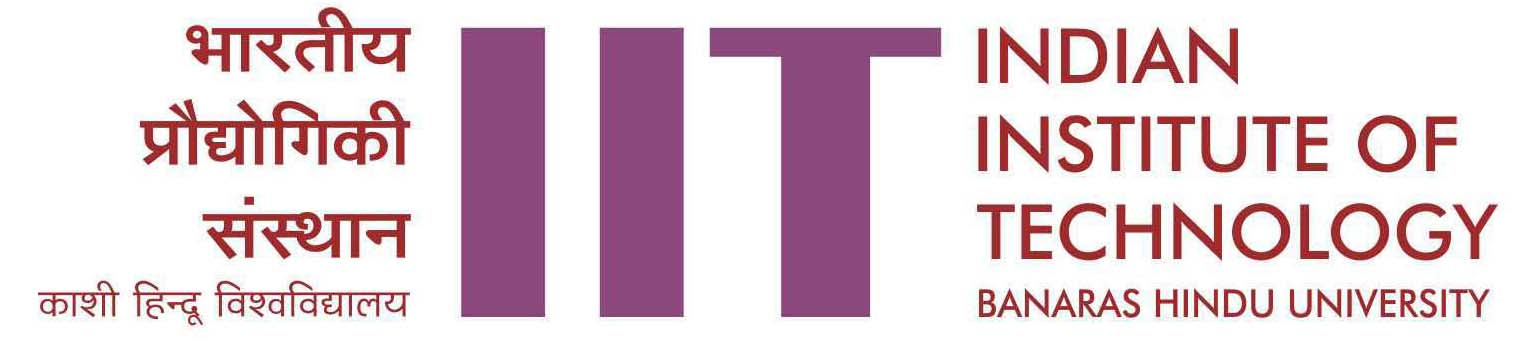 भारतीय
प्रौद्योगिकी
संस्थान
काशी हिन्दू विश्वविद्यालय
IIT
INDIAN
INSTITUTE OF
TECHNOLOGY
BANARAS HINDU UNIVERSITY